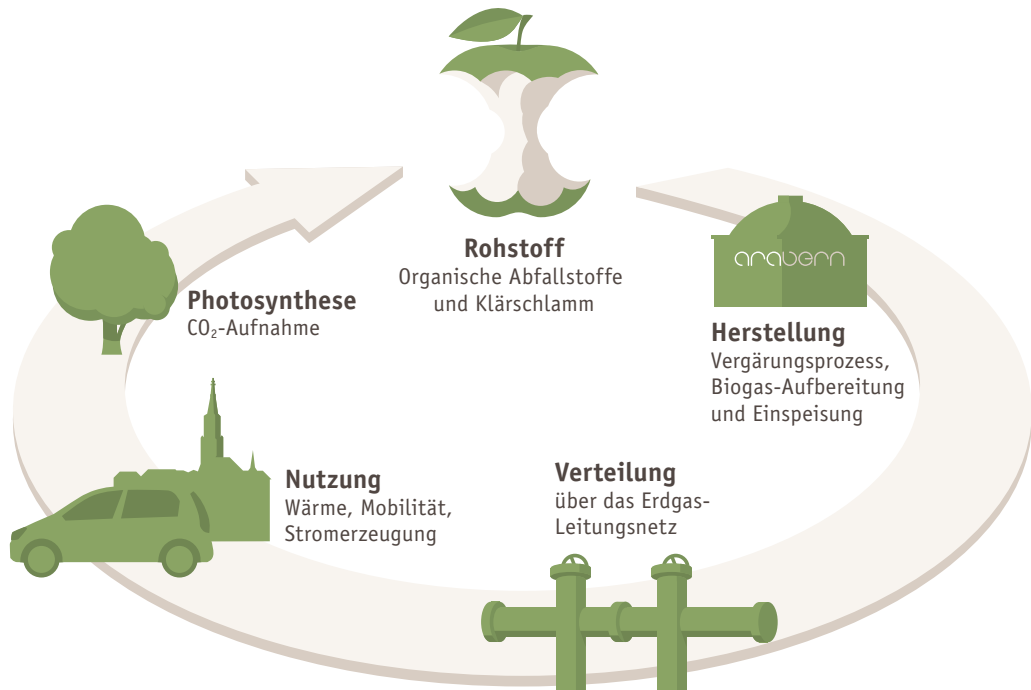 Rohstoff
Organische Abfallstoffe
und Klärschlamm
arabern
Herstellung
Vergärungsprozess,
Biogas-Aufbereitung
und Einspeisung
Verteilung
über das Erdgas-
Leitungsnetz
Nutzung
Wärme, Mobilität,
Stromerzeugung
Photosynthese
CO₂-Aufnahme